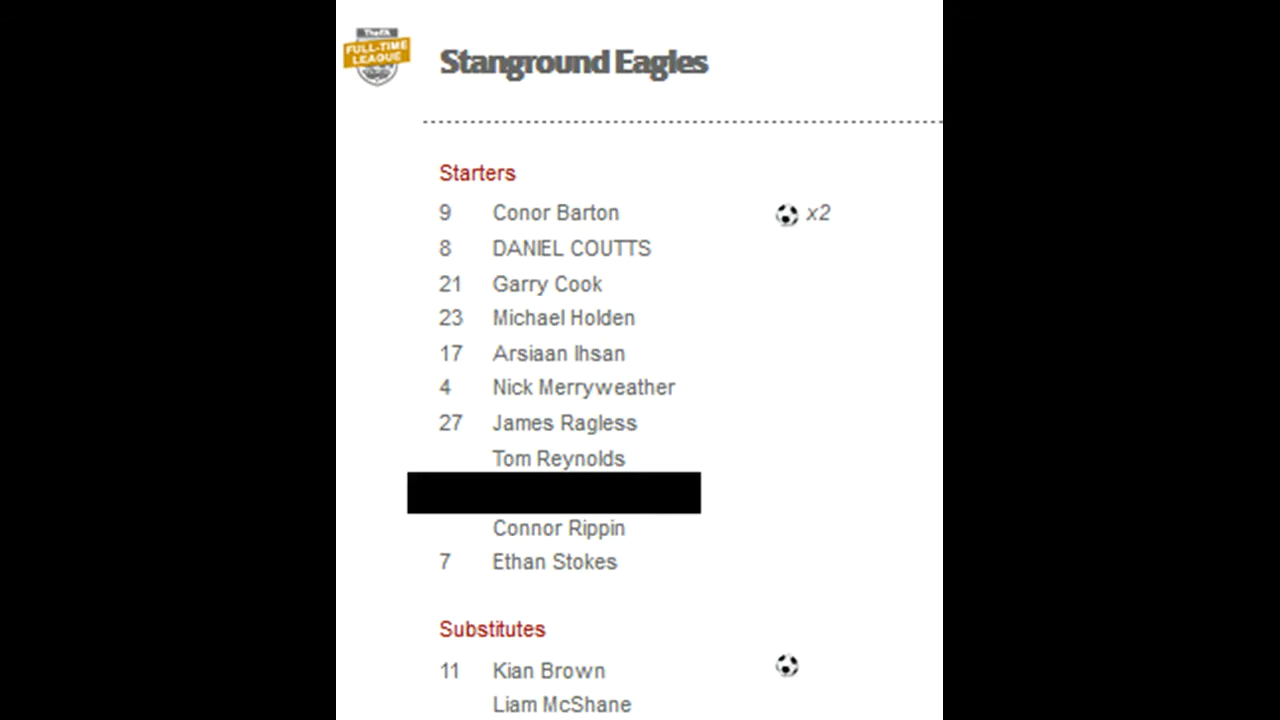 TheFA
FULL-TIME
LEAGUE
Stanground Eagles
Starters
9 Conor Barton x2
8 DANIEL COUTTS
21 Garry Cook
23 Michael Holden
17 Arsiaan Ihsan
4 Nick Merryweather
27 James Ragless
Tom Reynolds
Connor Rippin
7 Ethan Stokes
Substitutes
11 Kian Brown
Liam McShane